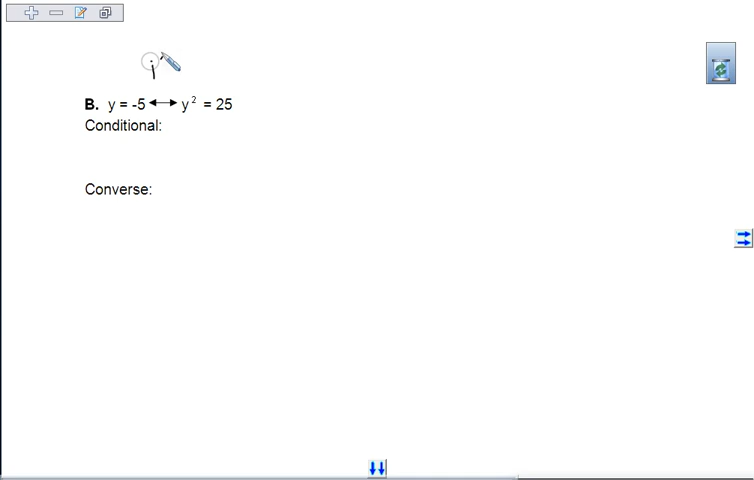 B. y = -5 ⟷ y² = 25
Conditional:
Converse: